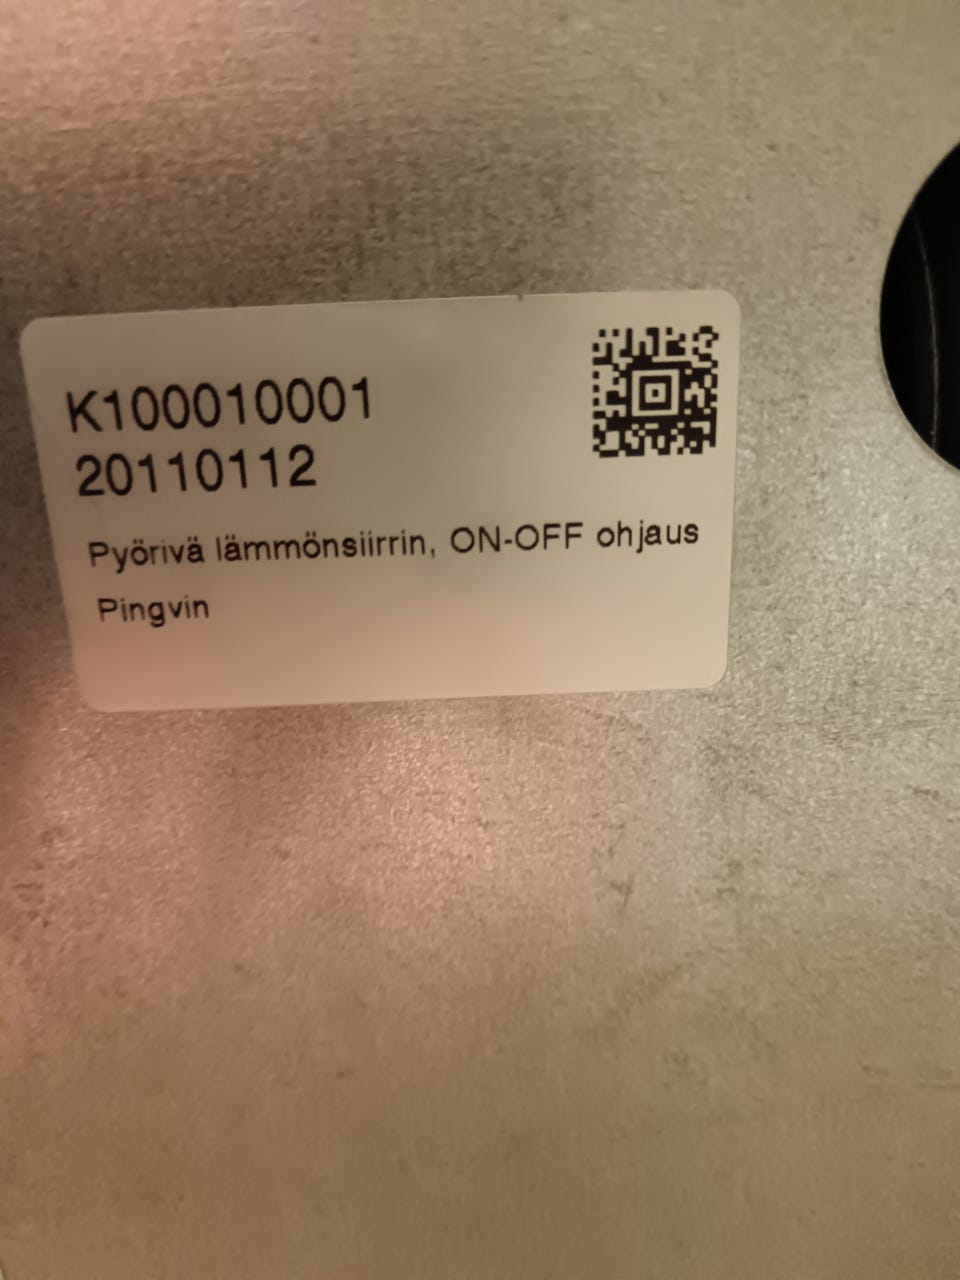 K100010001
20110112
Pyörivä lämmönsiirrin, ON-OFF ohjaus
Pingvin